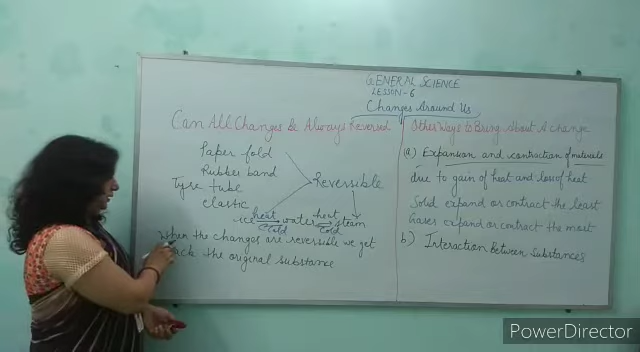 GENERAL SCIENCE
LESSON-6
Changes Around Us
Can All Changes Be Always Reversed
Paper fold
Rubber band
Tyre tube
elastic
Reversible
ice heat cold water heat cold steam
When the changes are reversible we get
back the original substance
Other Ways to Bring About A change
(a) Expansion and contraction of materials
due to gain of heat and loss of heat
Solid expand or contract the least
Gases expand or contract the most
b) Interaction between Substances
PowerDirector